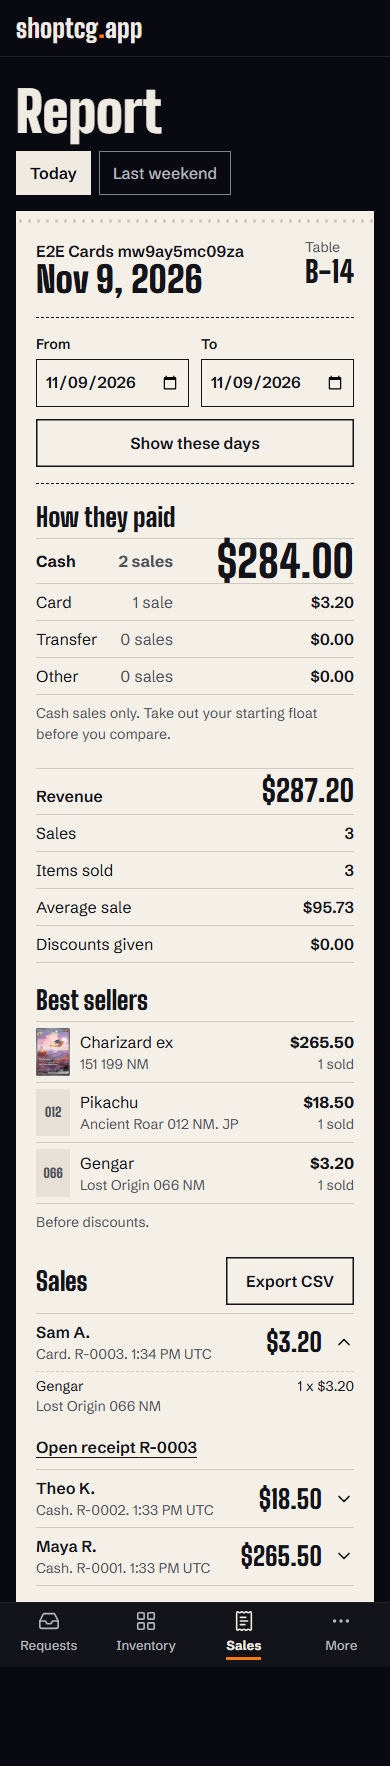 shoptcg.app
Report
Today
Last weekend
E2E Cards mw9ay5mc09za
Table
Nov 9, 2026
B-14
From
To
11/09/2026
11/09/2026
Show these days
How they paid
Cash 2 sales $284.00
Card 1 sale $3.20
Transfer 0 sales $0.00
Other 0 sales $0.00
Cash sales only. Take out your starting float
before you compare.
Revenue $287.20
Sales 3
Items sold 3
Average sale $95.73
Discounts given $0.00
Best sellers
Charizard ex $265.50
151 199 NM 1 sold
012
Pikachu $18.50
Ancient Roar 012 NM. JP 1 sold
066
Gengar $3.20
Lost Origin 066 NM 1 sold
Before discounts.
Sales
Export CSV
Sam A. $3.20
Card. R-0003. 1:34 PM UTC
Gengar 1 x $3.20
Lost Origin 066 NM
Open receipt R-0003
Theo K. $18.50
Cash. R-0002. 1:33 PM UTC
Maya R. $265.50
Cash. R-0001. 1:33 PM UTC
Requests
Inventory
Sales
More